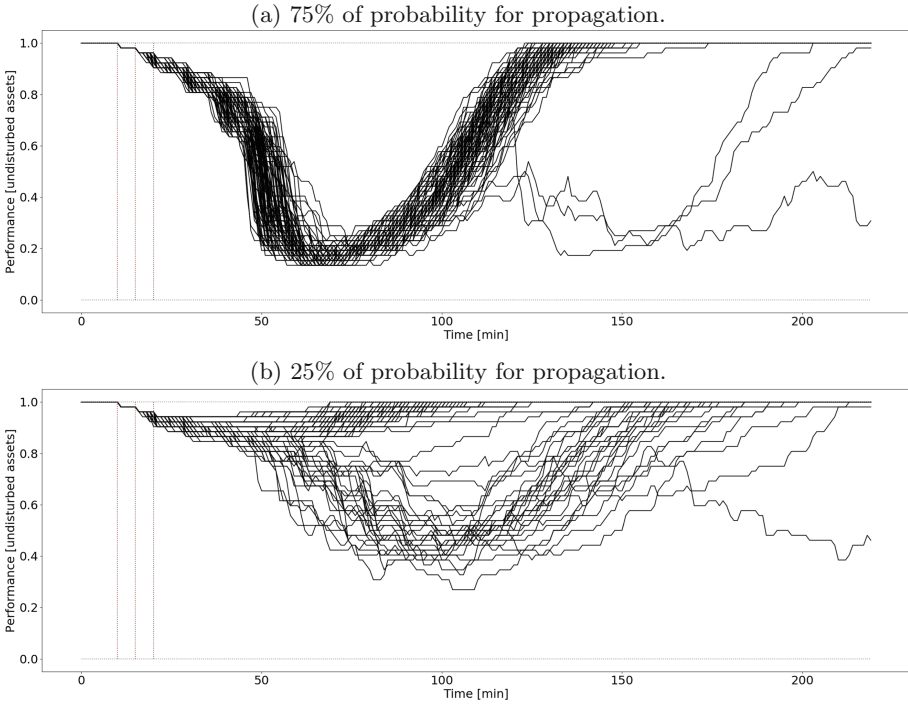 (a) 75% of probability for propagation.
1.0
0.8
0.6
0.4
0.2
0.0
Performance [undisturbed assets]
0 50 100 150 200
Time [min]
(b) 25% of probability for propagation.
1.0
0.8
0.6
0.4
0.2
0.0
Performance [undisturbed assets]
0 50 100 150 200
Time [min]